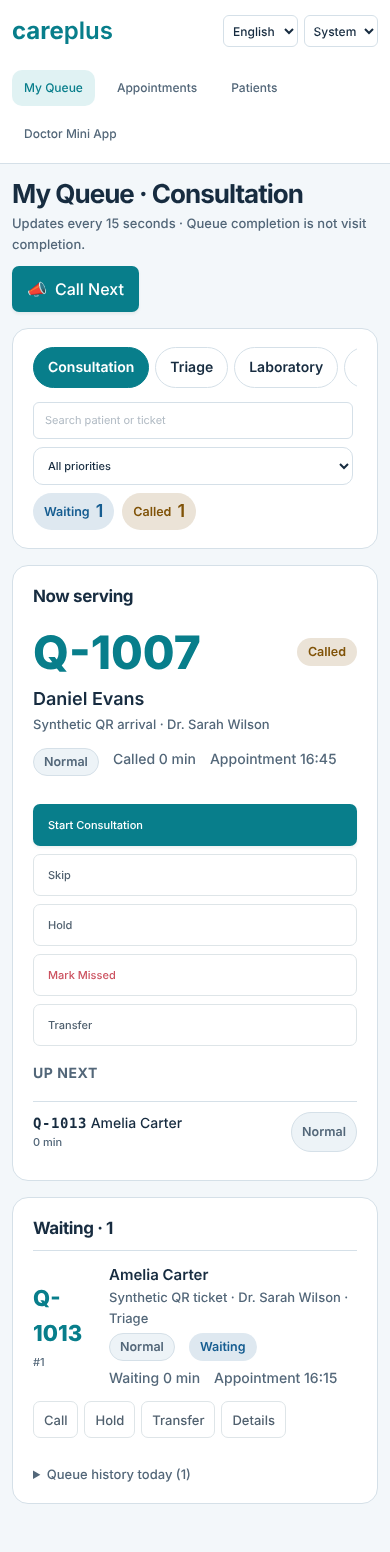 careplus
English
System
My Queue
Appointments
Patients
Doctor Mini App
My Queue · Consultation
Updates every 15 seconds · Queue completion is not visit
completion.
📣 Call Next
Consultation
Triage
Laboratory
Search patient or ticket
All priorities
Waiting 1
Called 1
Now serving
Q-1007
Called
Daniel Evans
Synthetic QR arrival · Dr. Sarah Wilson
Normal
Called 0 min
Appointment 16:45
Start Consultation
Skip
Hold
Mark Missed
Transfer
UP NEXT
Q-1013 Amelia Carter
0 min
Normal
Waiting · 1
Q-
1013
#1
Amelia Carter
Synthetic QR ticket · Dr. Sarah Wilson ·
Triage
Normal
Waiting
Waiting 0 min
Appointment 16:15
Call
Hold
Transfer
Details
▶ Queue history today (1)